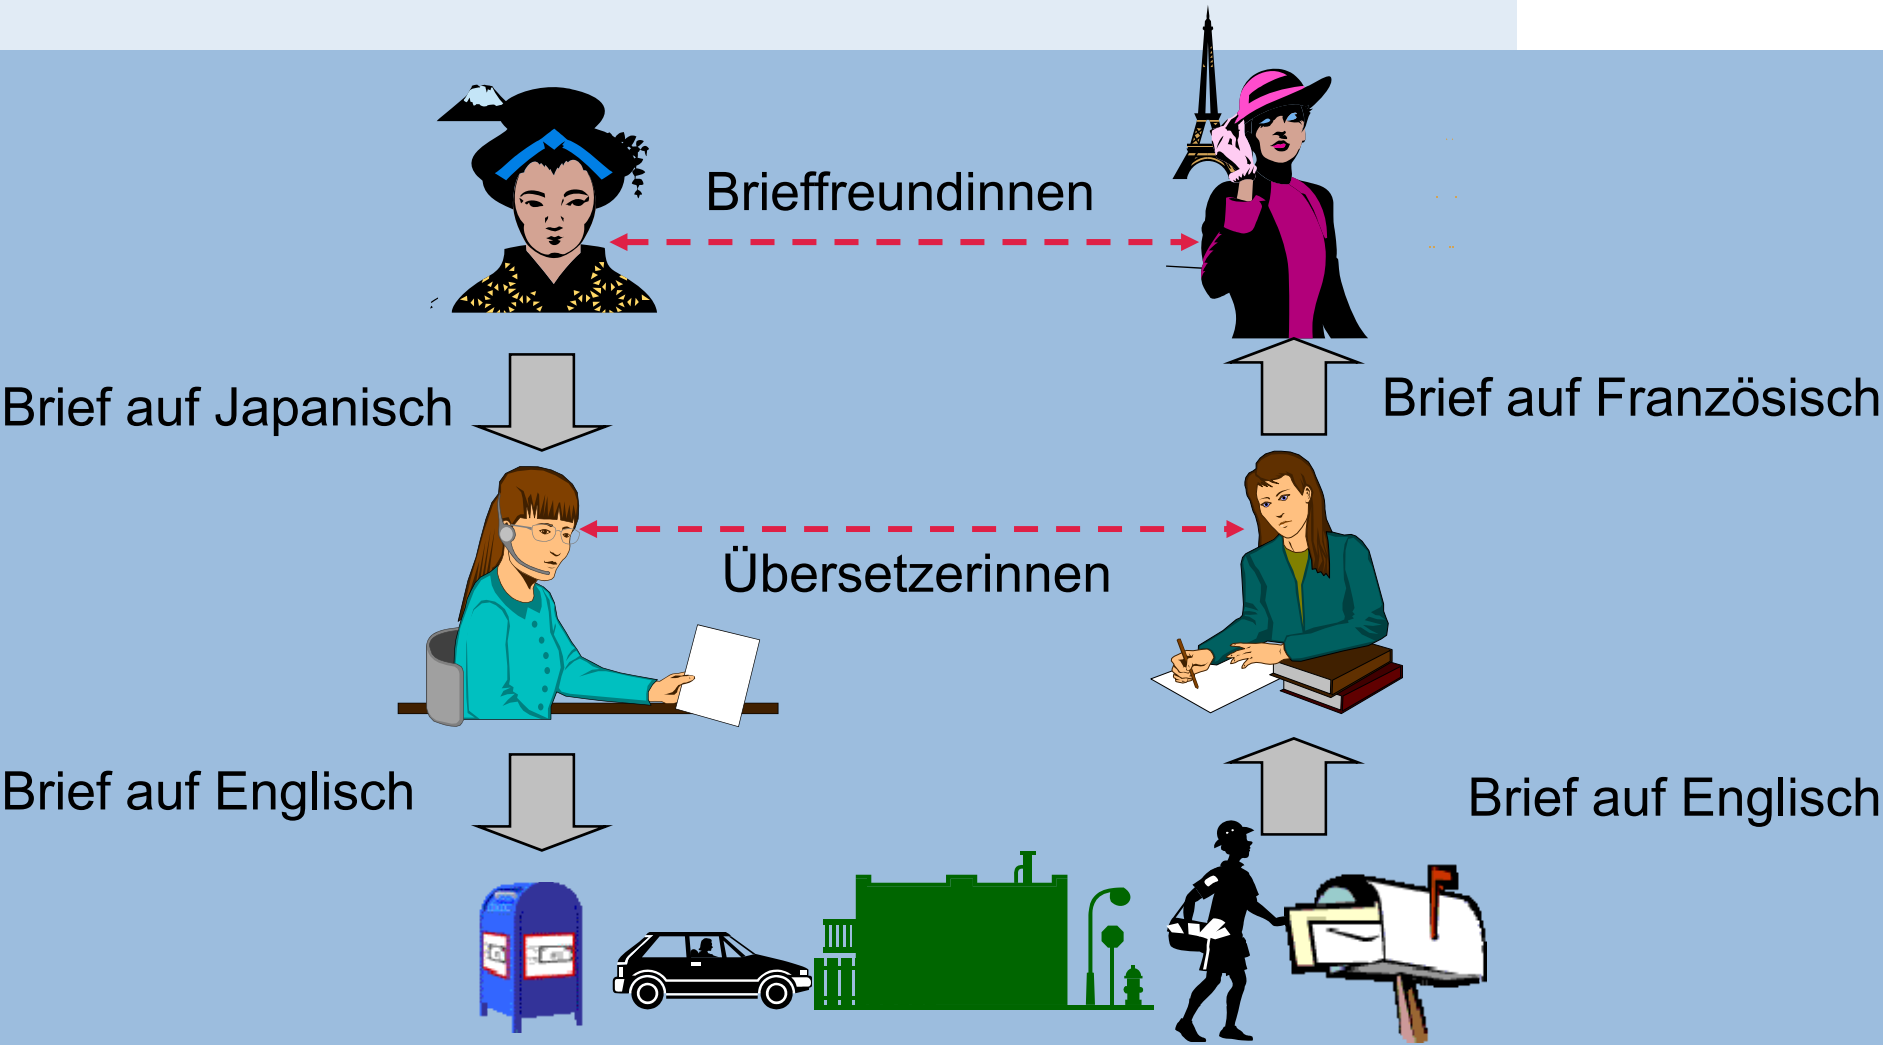 Brieffreundinnen
Brief auf Japanisch
Brief auf Französisch
Übersetzerinnen
Brief auf Englisch
Brief auf Englisch